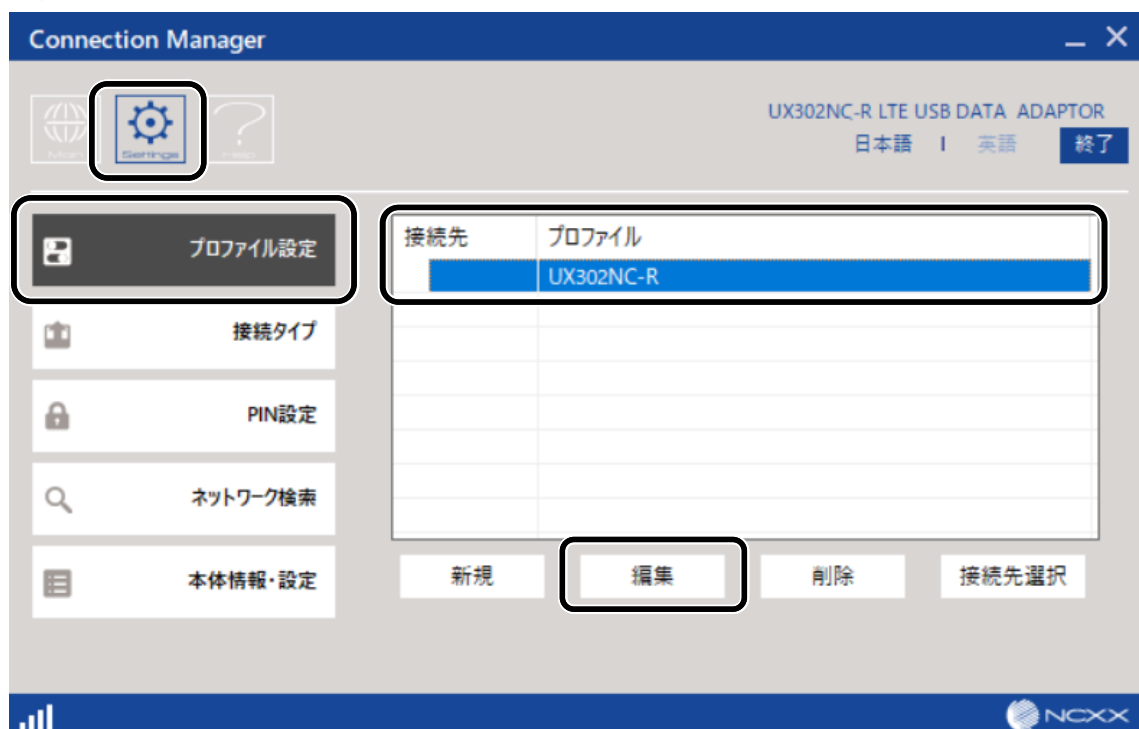 Connection Manager
Main
Settings
Help
UX302NC-R LTE USB DATA ADAPTOR
日本語 | 英語 終了
プロファイル設定
接続タイプ
PIN設定
ネットワーク検索
本体情報・設定
接続先 プロファイル
UX302NC-R
新規 編集 削除 接続先選択
NCXX